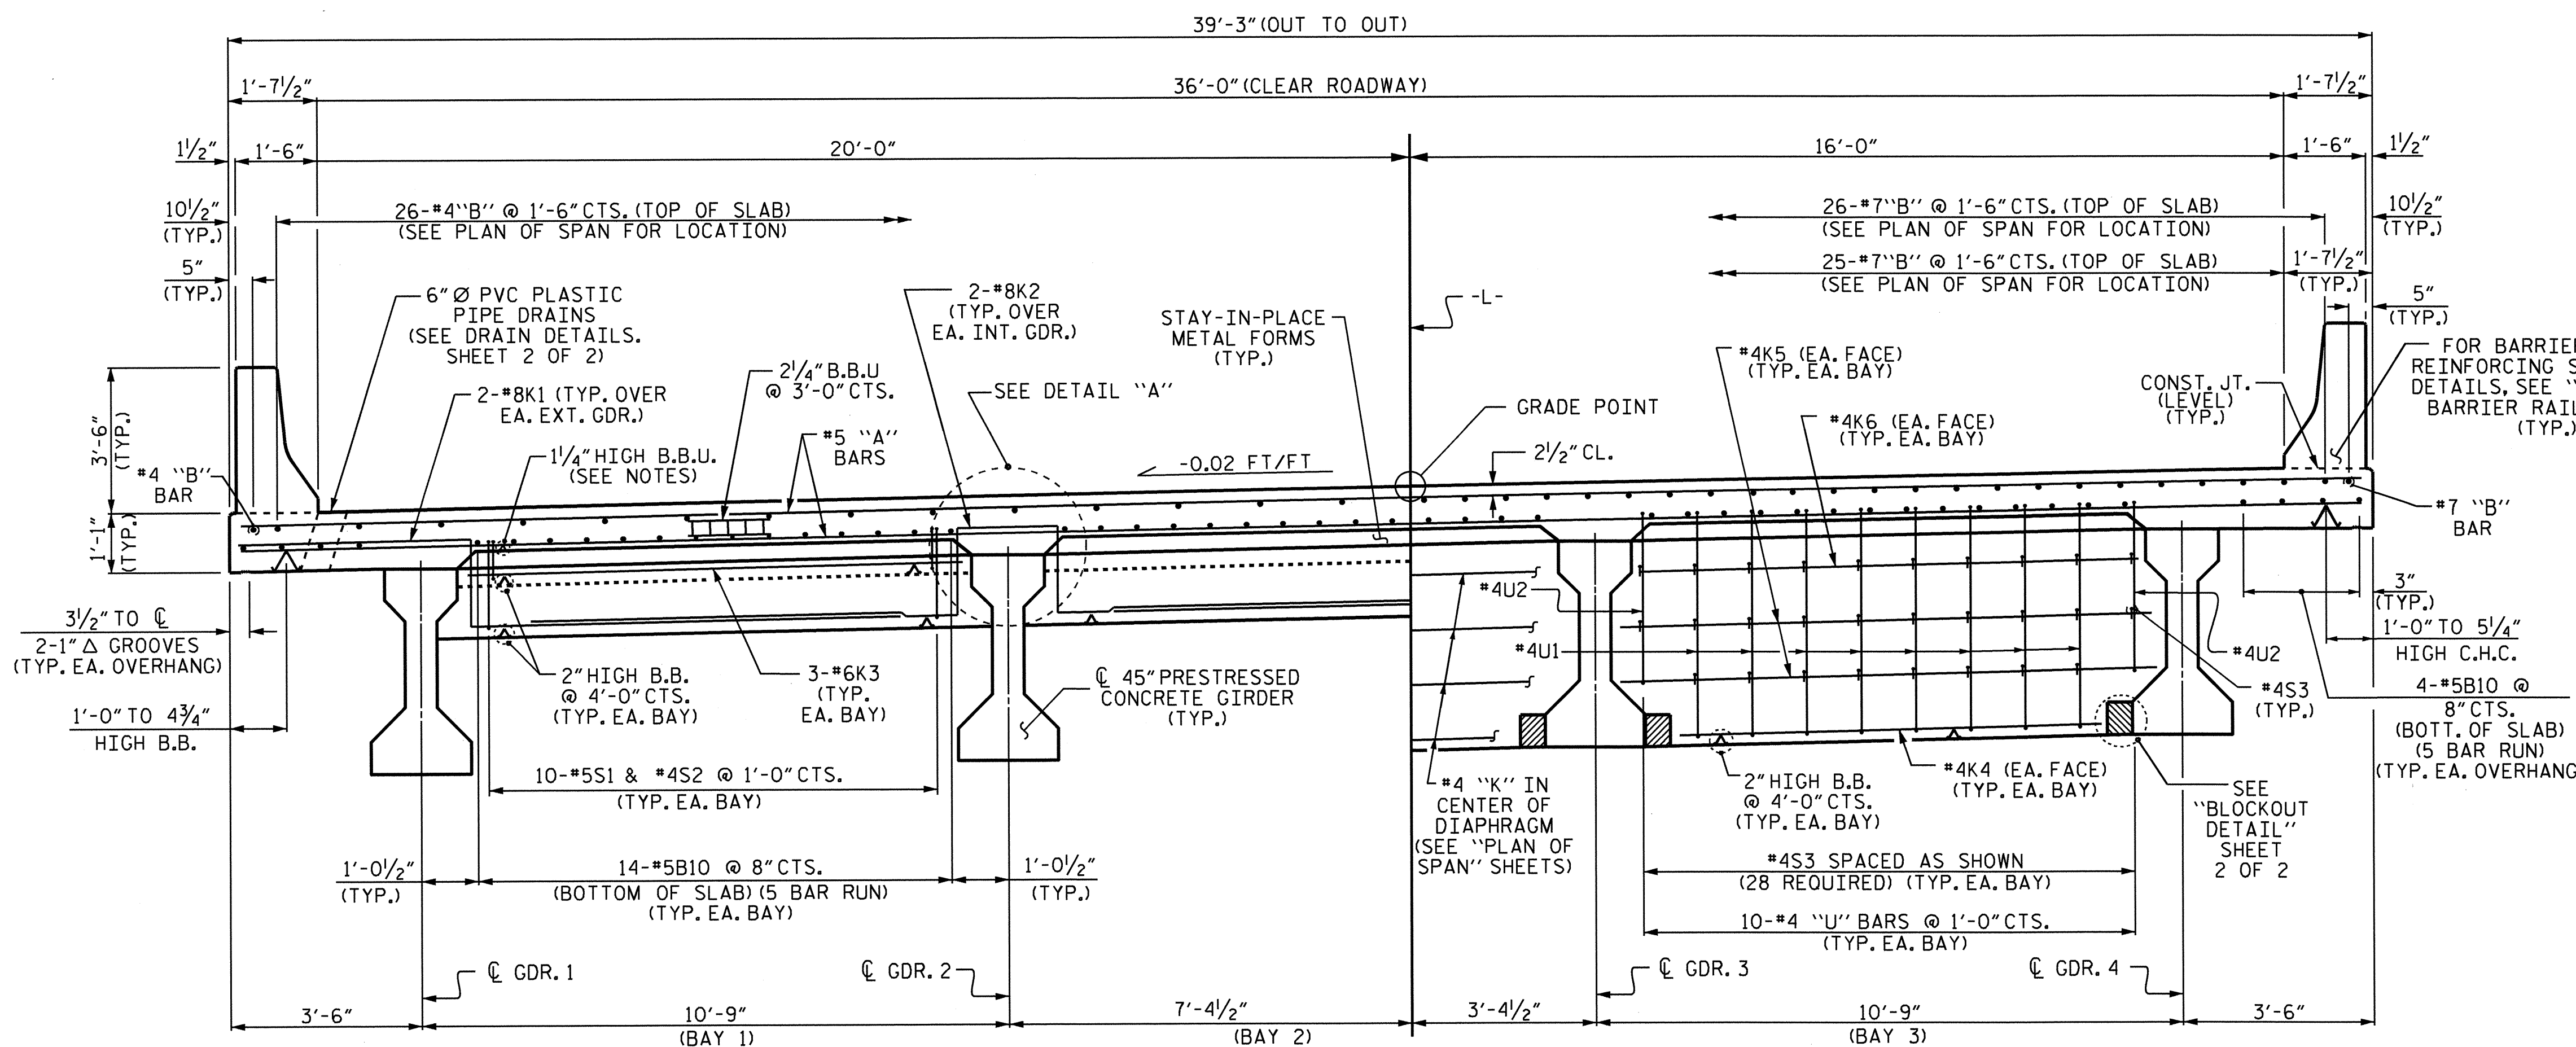 39'-3" (OUT TO OUT)
1'-7½"
36'-0" (CLEAR ROADWAY)
1'-7½"
1½"
1'-6"
20'-0"
16'-0"
1'-6"
1½"
10½"
(TYP.)
26-#4"B" @ 1'-6" CTS. (TOP OF SLAB)
(SEE PLAN OF SPAN FOR LOCATION)
26-#7"B" @ 1'-6" CTS. (TOP OF SLAB)
(SEE PLAN OF SPAN FOR LOCATION)
10½"
(TYP.)
25-#7"B" @ 1'-6" CTS. (TOP OF SLAB)
(SEE PLAN OF SPAN FOR LOCATION)
1'-7½"
(TYP.)
5"
(TYP.)
5"
(TYP.)
6" Ø PVC PLASTIC
PIPE DRAINS
(SEE DRAIN DETAILS.
SHEET 2 OF 2)
2-#8K2
(TYP. OVER
EA. INT. GDR.)
STAY-IN-PLACE
METAL FORMS
(TYP.)
-L-
#4K5 (EA. FACE)
(TYP. EA. BAY)
FOR BARRIE
REINFORCING S
DETAILS, SEE "
BARRIER RAIL
(TYP.)
CONST. JT.
(LEVEL)
(TYP.)
2-#8K1 (TYP. OVER
EA. EXT. GDR.)
2¼" B.B.U
@ 3'-0" CTS.
SEE DETAIL "A"
GRADE POINT
#4K6 (EA. FACE)
(TYP. EA. BAY)
3'-6"
(TYP.)
#4 "B"
BAR
1¼" HIGH B.B.U.
(SEE NOTES)
#5 "A"
BARS
-0.02 FT/FT
2½" CL.
#7 "B"
BAR
1'-1"
(TYP.)
3½" TO ℄
2-1" △ GROOVES
(TYP. EA. OVERHANG)
#4U2
#4U1
#4U2
3"
(TYP.)
1'-0" TO 5¼"
HIGH C.H.C.
1'-0" TO 4¾"
HIGH B.B.
2" HIGH B.B.
@ 4'-0" CTS.
(TYP. EA. BAY)
3-#6K3
(TYP.
EA. BAY)
℄ 45" PRESTRESSED
CONCRETE GIRDER
(TYP.)
#4S3
(TYP.)
4-#5B10 @
8" CTS.
(BOTT. OF SLAB)
(5 BAR RUN)
(TYP. EA. OVERHANG
10-#5S1 & #4S2 @ 1'-0" CTS.
(TYP. EA. BAY)
#4 "K" IN
CENTER OF
DIAPHRAGM
(SEE "PLAN OF
SPAN" SHEETS)
2" HIGH B.B.
@ 4'-0" CTS.
(TYP. EA. BAY)
#4K4 (EA. FACE)
(TYP. EA. BAY)
SEE
"BLOCKOUT
DETAIL"
SHEET
2 OF 2
1'-0½"
(TYP.)
14-#5B10 @ 8" CTS.
(BOTTOM OF SLAB) (5 BAR RUN)
(TYP. EA. BAY)
1'-0½"
(TYP.)
#4S3 SPACED AS SHOWN
(28 REQUIRED) (TYP. EA. BAY)
10-#4 "U" BARS @ 1'-0" CTS.
(TYP. EA. BAY)
℄ GDR. 1
℄ GDR. 2
℄ GDR. 3
℄ GDR. 4
3'-6"
10'-9"
(BAY 1)
7'-4½"
(BAY 2)
3'-4½"
10'-9"
(BAY 3)
3'-6"